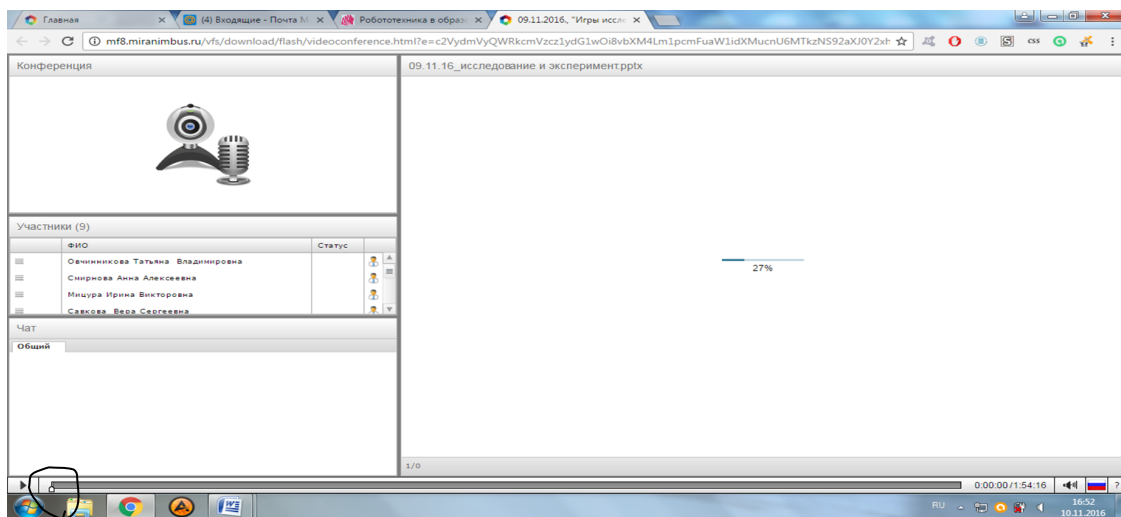 Главная
(4) Входящие - Почта M
Робототехника в образ
09.11.2016., "Игры иссле
mf8.miranimbus.ru/vfs/download/flash/videoconference.html?e=
css
Конференция
09.11.16_исследование и эксперимент.pptx
Участники (9)
ФИО Статус
Овчинникова Татьяна Владимировна
Смирнова Анна Алексеевна
Мицура Ирина Викторовна
Савкова Вера Сергеевна
27%
Чат
Общий
1/0
0:00:00/1:54:16 ?
RU
16:52
10.11.2016